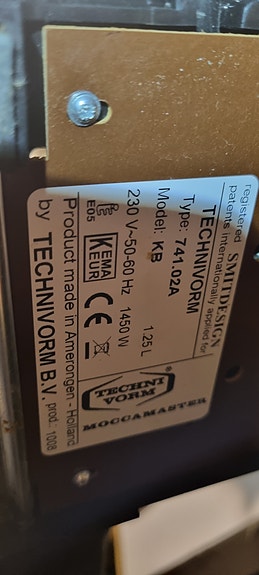 registered SMITDESIGN
patents internationally applied for
TECHNIVORM
Type: 741.02A
Model: KB 1.25 L
230 V~50-60 Hz 1450 W
E05 KEMA KEUR CE
Product made in Amerongen - Holland
by TECHNIVORM B.V. prod.: 1008
TECHNI VORM ®
MOCCAMASTER